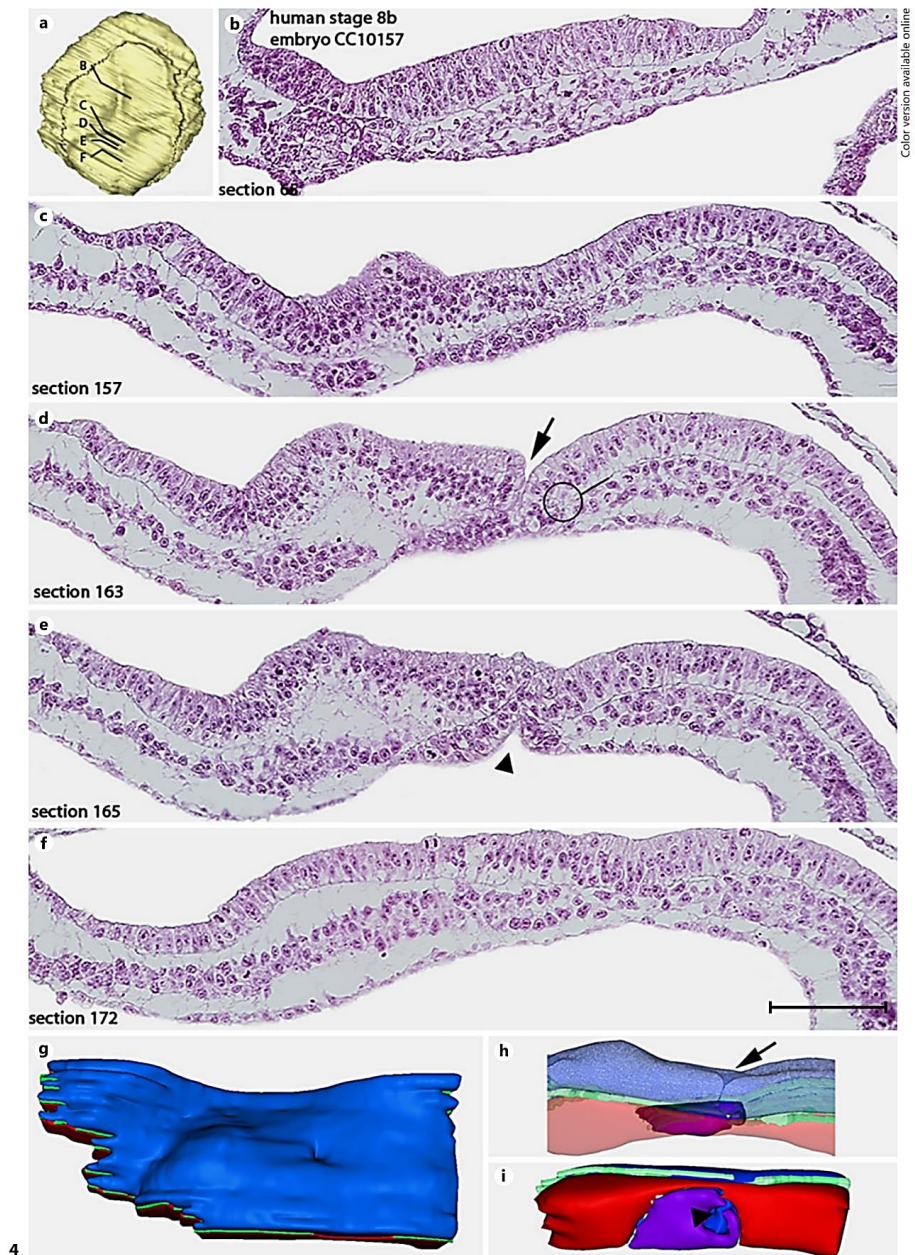 a
B
C
D
E
F
b
human stage 8b
embryo CC10157
section 68
Color version available online
c
section 157
d
section 163
e
section 165
f
section 172
g
h
i
4